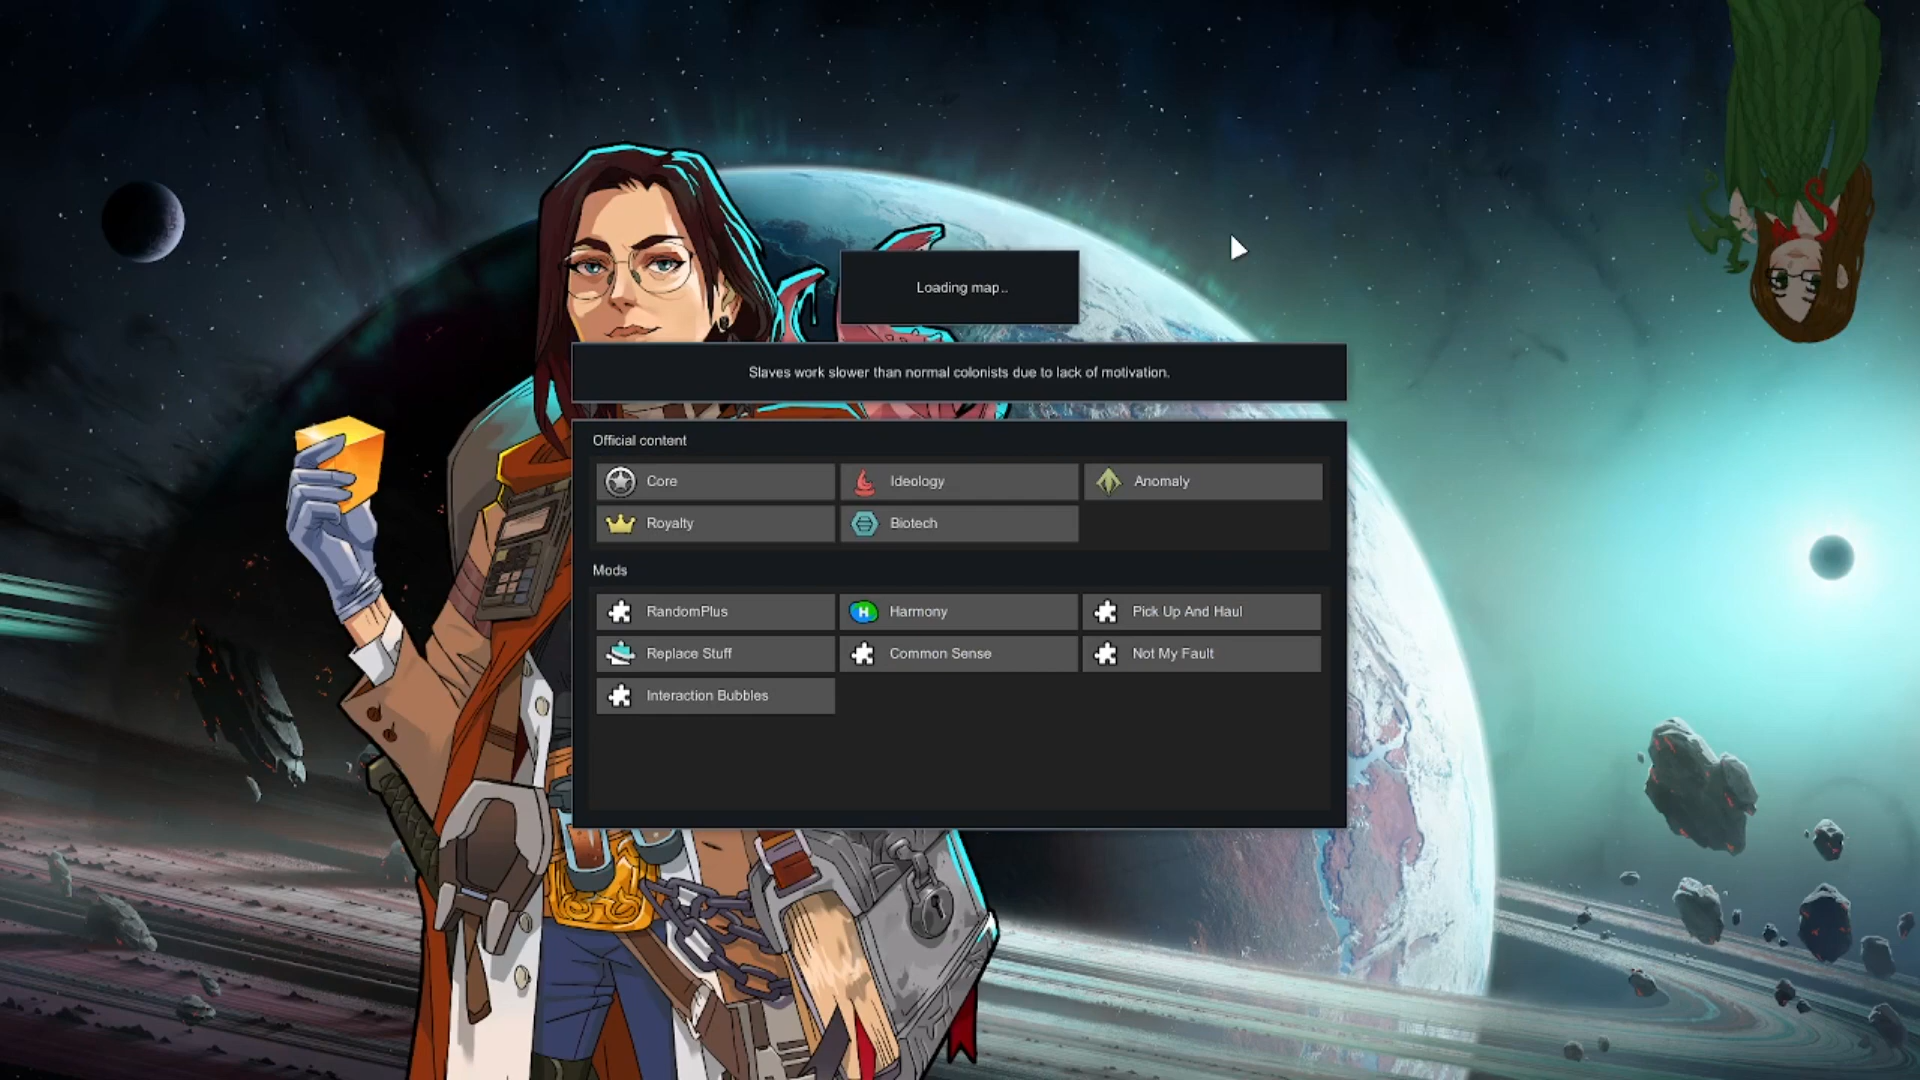 Loading map..
Slaves work slower than normal colonists due to lack of motivation.
Official content
Core
Ideology
Anomaly
Royalty
Biotech
Mods
RandomPlus
Harmony
Pick Up And Haul
Replace Stuff
Common Sense
Not My Fault
Interaction Bubbles